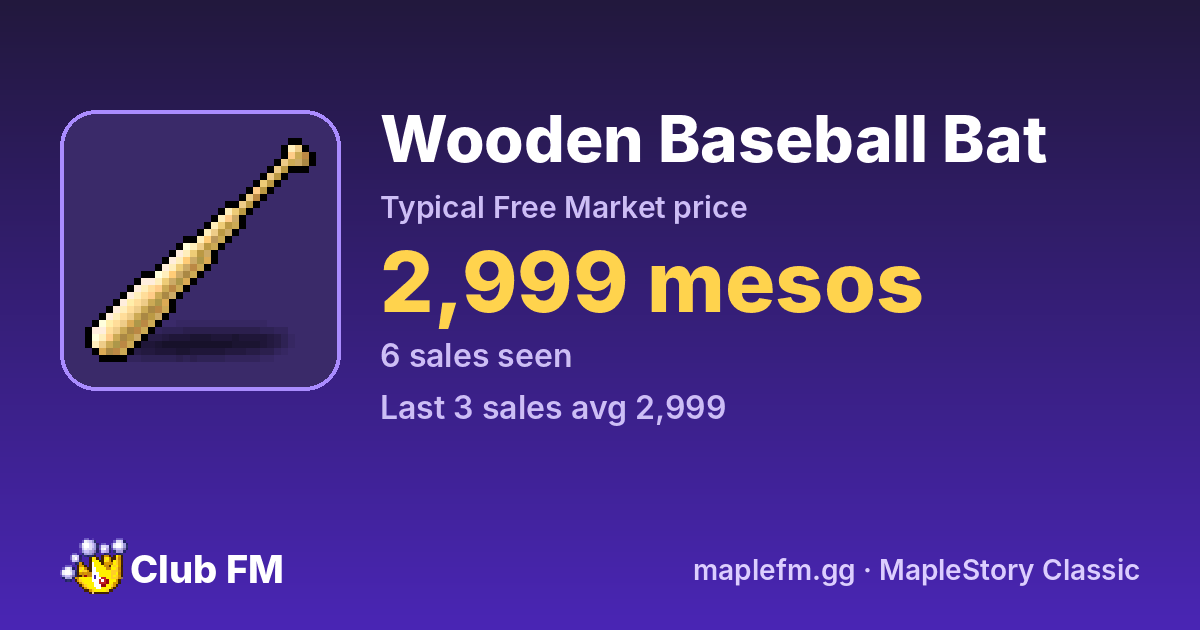 Wooden Baseball Bat
Typical Free Market price
2,999 mesos
6 sales seen
Last 3 sales avg 2,999
Club FM
maplefm.gg · MapleStory Classic